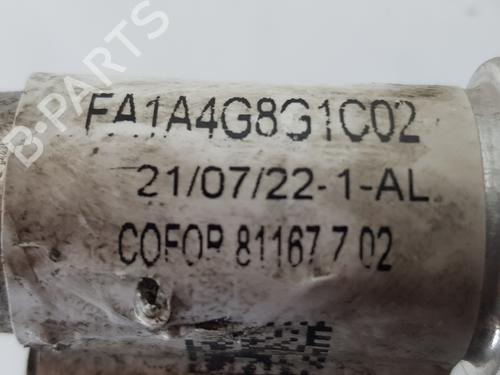 FA1A4G8G1C02
21/07/22-1-AL
COFOR 81167 7 02
B-PARTS